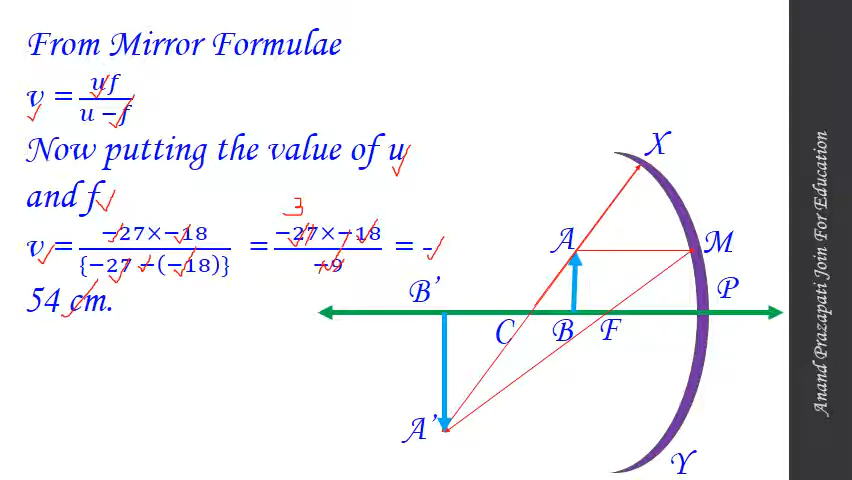 From Mirror Formulae
v = uf / u − f
Now putting the value of u
and f
3
v = −27×−18 / {−27 −(−18)} = −27×−18 / −9 = -
54 cm.
X
A
M
B'
P
C
B
F
A'
Y
Anand Prazapati Join For Education